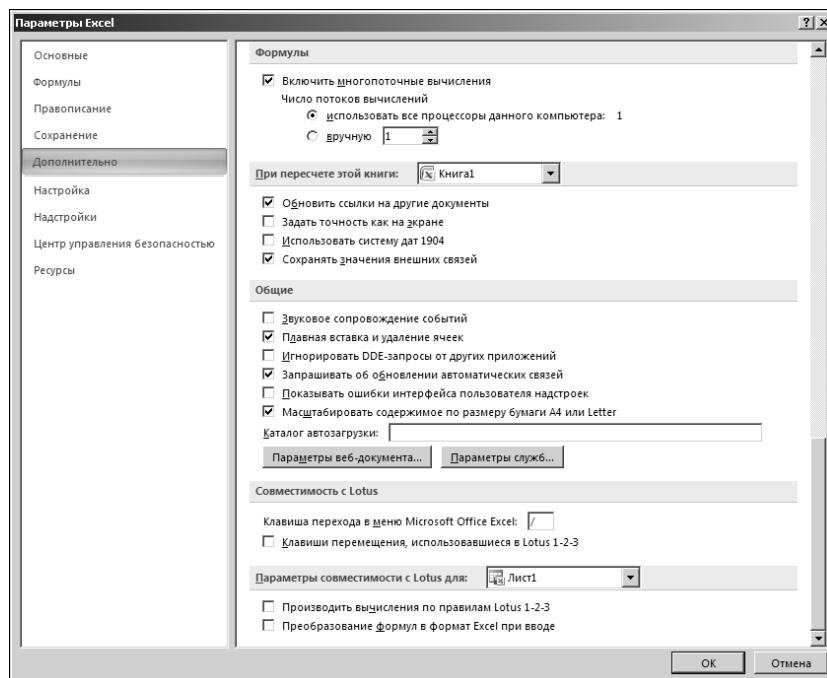 Параметры Excel
Основные
Формулы
Правописание
Сохранение
Дополнительно
Настройка
Надстройки
Центр управления безопасностью
Ресурсы
Формулы
Включить многопоточные вычисления
Число потоков вычислений
использовать все процессоры данного компьютера: 1
вручную 1
При пересчете этой книги: Книга1
Обновить ссылки на другие документы
Задать точность как на экране
Использовать систему дат 1904
Сохранять значения внешних связей
Общие
Звуковое сопровождение событий
Плавная вставка и удаление ячеек
Игнорировать DDE-запросы от других приложений
Запрашивать об обновлении автоматических связей
Показывать ошибки интерфейса пользователя надстроек
Масштабировать содержимое по размеру бумаги A4 или Letter
Каталог автозагрузки:
Параметры веб-документа... Параметры служб...
Совместимость с Lotus
Клавиша перехода в меню Microsoft Office Excel: /
Клавиши перемещения, использовавшиеся в Lotus 1-2-3
Параметры совместимости с Lotus для: Лист1
Производить вычисления по правилам Lotus 1-2-3
Преобразование формул в формат Excel при вводе
ОК Отмена